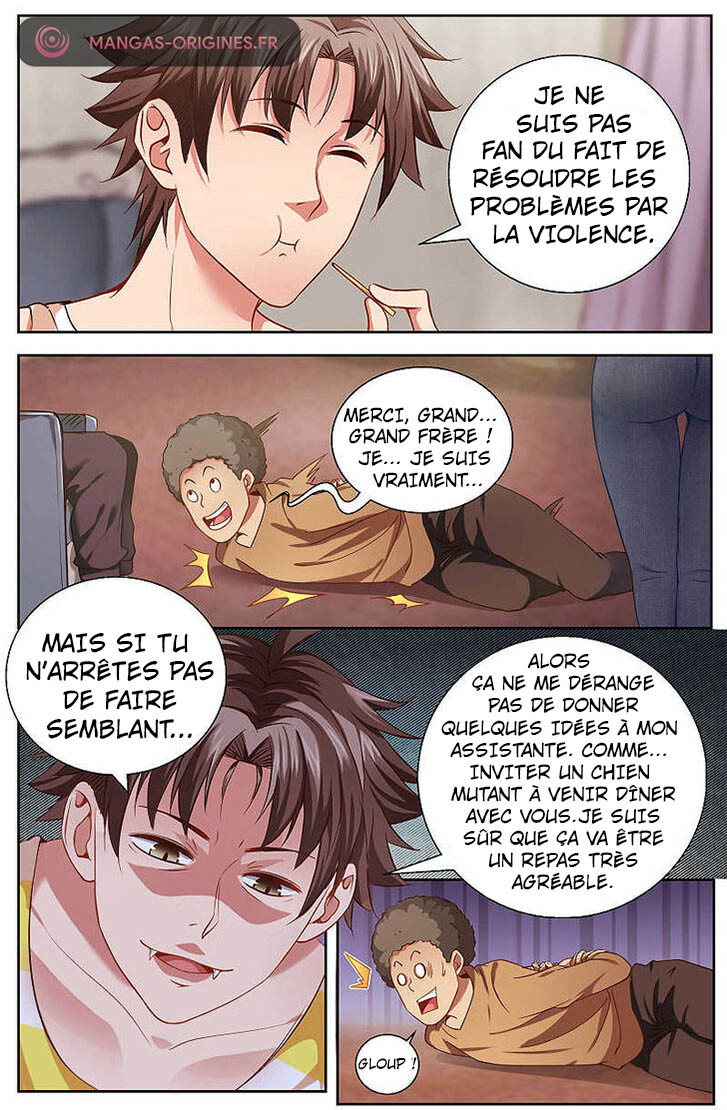 MANGAS-ORIGINES.FR
JE NE
SUIS PAS
FAN DU FAIT DE
RÉSOUDRE LES
PROBLÈMES PAR
LA VIOLENCE.
MERCI, GRAND...
GRAND FRÈRE !
JE... JE SUIS
VRAIMENT...
MAIS SI TU
N'ARRÊTES PAS
DE FAIRE
SEMBLANT...
ALORS
ÇA NE ME DÉRANGE
PAS DE DONNER
QUELQUES IDÉES À MON
ASSISTANTE. COMME...
INVITER UN CHIEN
MUTANT À VENIR DÎNER
AVEC VOUS.JE SUIS
SÛR QUE ÇA VA ÊTRE
UN REPAS TRÈS
AGRÉABLE.
GLOUP !